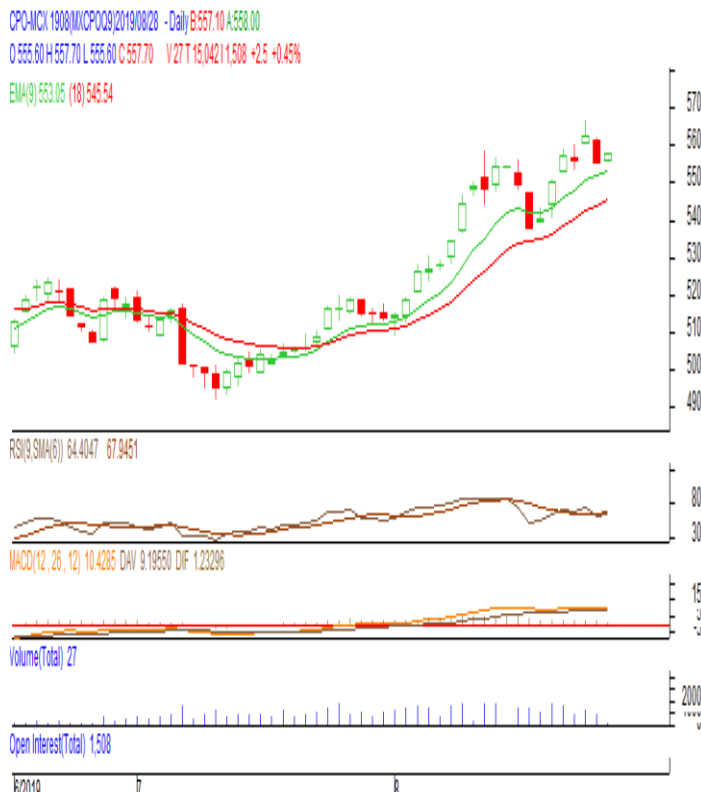 CPO-MCX 1908(MXCPOQ9)2019/08/28 - Daily B:557.10 A:558.00
O 555.60 H 557.70 L 555.60 C 557.70 V 27 T 15,042 I 1,508 +2.5 +0.45%
EMA(9) 553.05 (18) 545.54
570
560
550
540
530
520
510
500
490
RSI(9,SMA(6)) 64.4047 67.9451
80
30
MACD(12 , 26 , 12) 10.4285 DAV 9.19550 DIF 1.23296
15
5
-5
Volume(Total) 27
2000
1000
0
Open Interest(Total) 1,508
6/2019 7 8